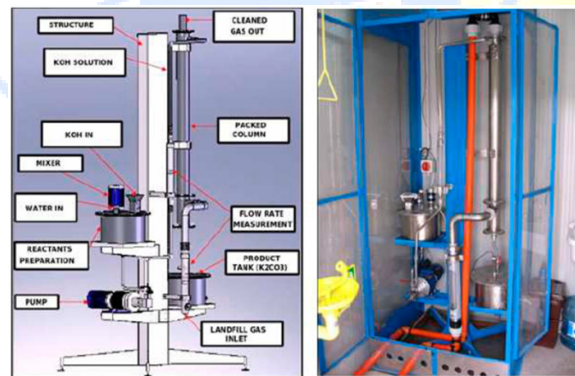 STRUCTURE
CLEANED
GAS OUT
KOH SOLUTION
PACKED
COLUMN
KOH IN
MIXER
WATER IN
FLOW RATE
MEASUREMENT
REACTANTS
PREPARATION
PRODUCT
TANK (K2CO3)
PUMP
LANDFILL GAS
INLET